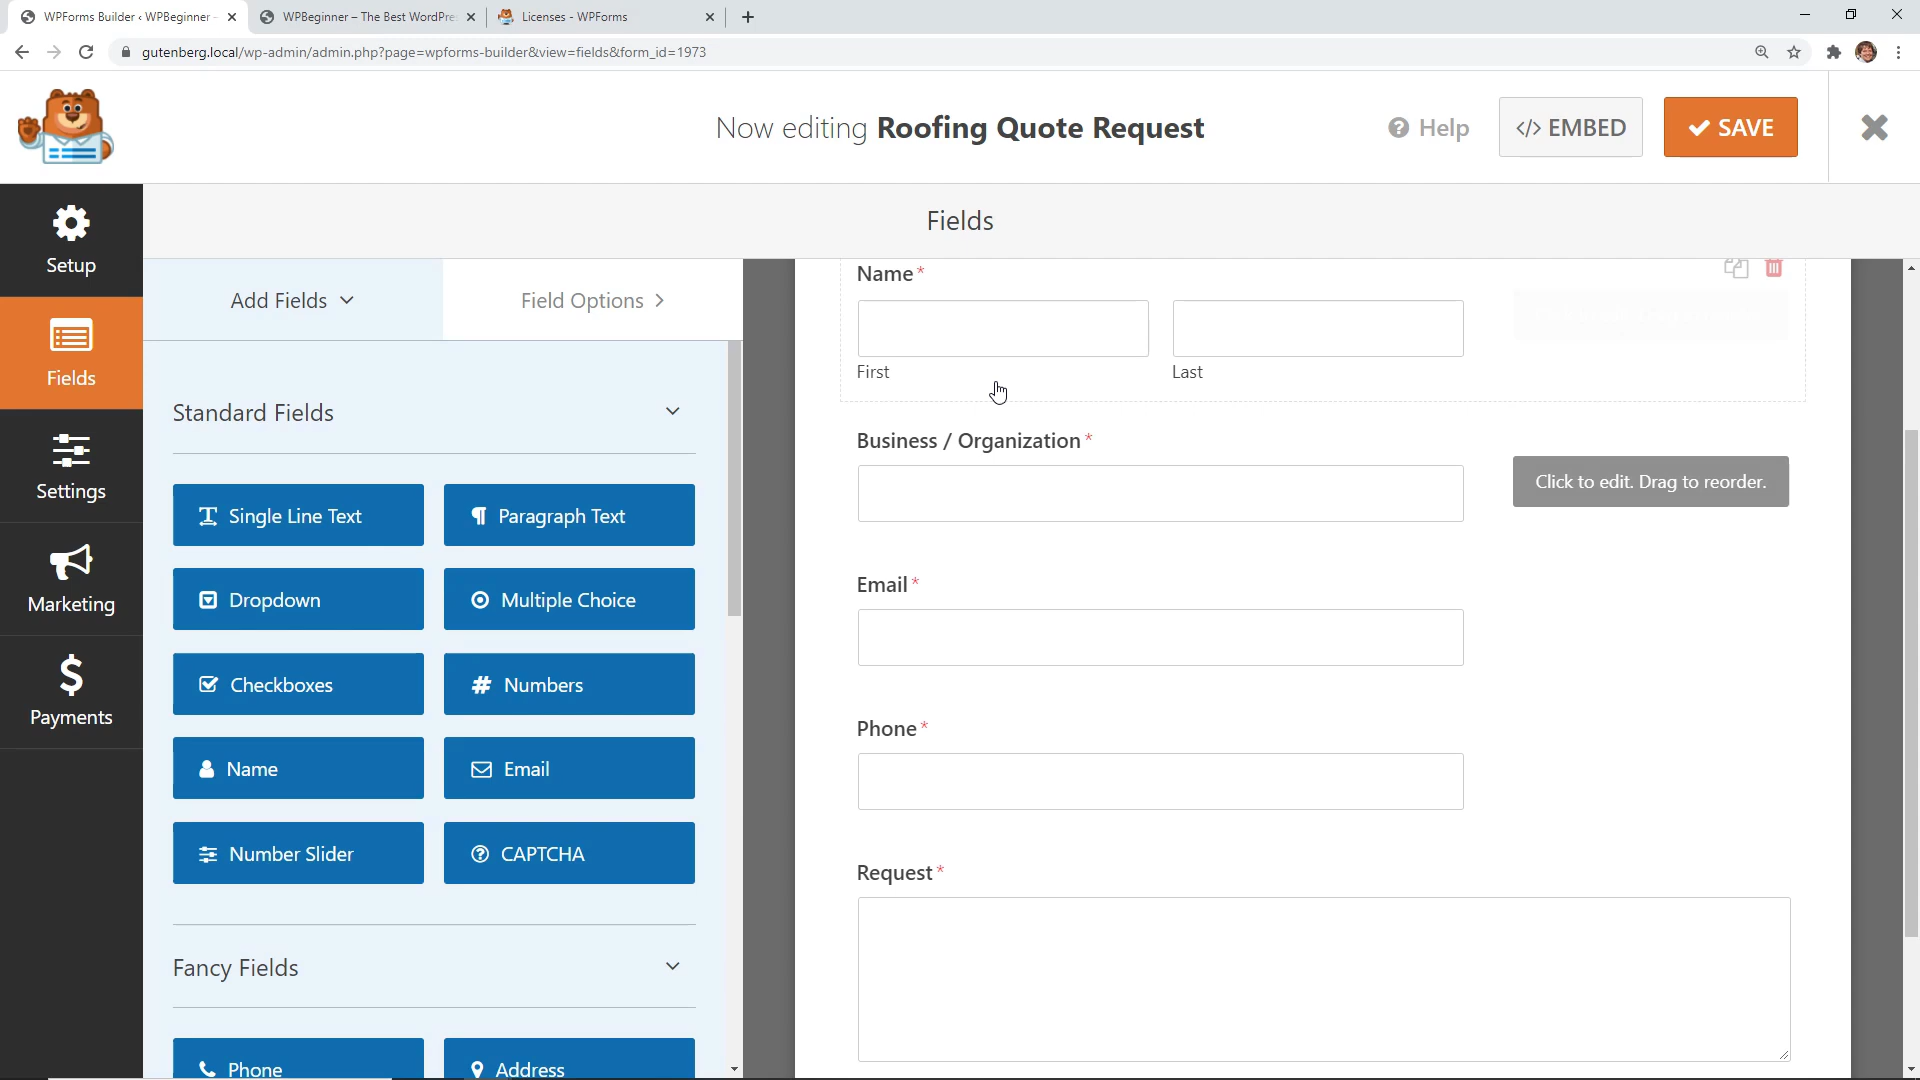 WPForms Builder ‹ WPBeginner -
WPBeginner – The Best WordPre
Licenses - WPForms
gutenberg.local/wp-admin/admin.php?page=wpforms-builder&view=fields&form_id=1973
Now editing Roofing Quote Request
Help
</> EMBED
SAVE
Setup
Fields
Settings
Marketing
Payments
Fields
Add Fields
Field Options
Standard Fields
Single Line Text
Paragraph Text
Dropdown
Multiple Choice
Checkboxes
Numbers
Name
Email
Number Slider
CAPTCHA
Fancy Fields
Phone
Address
Name *
First
Last
Business / Organization *
Click to edit. Drag to reorder.
Email *
Phone *
Request *